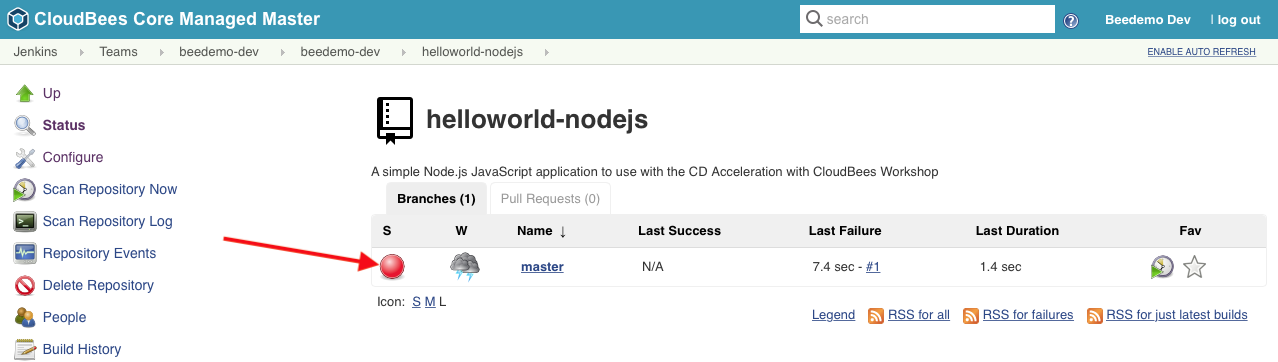 CloudBees Core Managed Master
search
Beedemo Dev | log out
Jenkins Teams beedemo-dev beedemo-dev helloworld-nodejs
ENABLE AUTO REFRESH
Up
Status
Configure
Scan Repository Now
Scan Repository Log
Repository Events
Delete Repository
People
Build History
helloworld-nodejs
A simple Node.js JavaScript application to use with the CD Acceleration with CloudBees Workshop
Branches (1) Pull Requests (0)
S W Name ↓ Last Success Last Failure Last Duration Fav
master N/A 7.4 sec - #1 1.4 sec
Icon: S M L
Legend RSS for all RSS for failures RSS for just latest builds